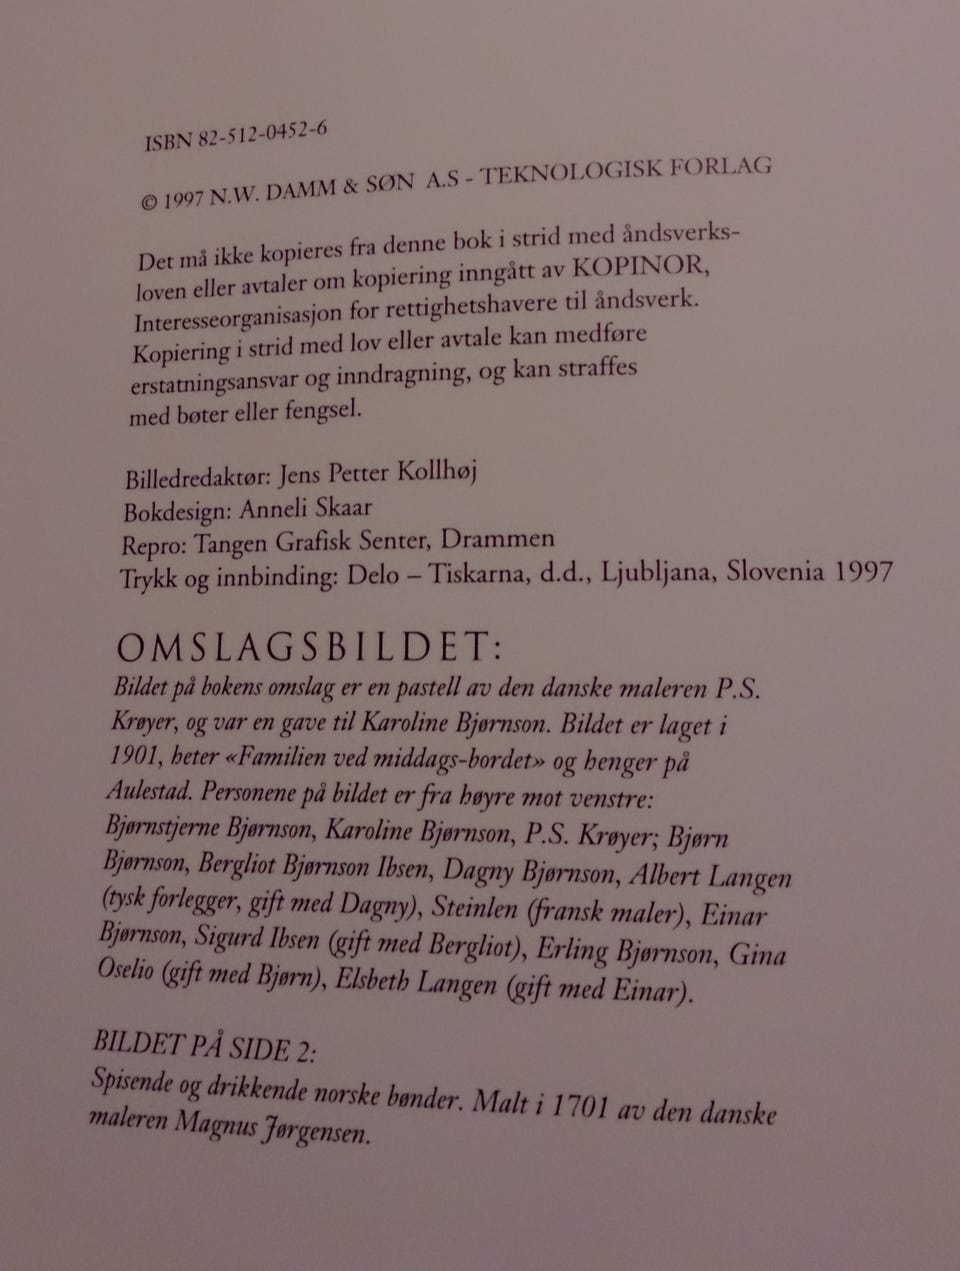 ISBN 82-512-0452-6
© 1997 N.W. DAMM & SØN A.S - TEKNOLOGISK FORLAG
Det må ikke kopieres fra denne bok i strid med åndsverks-
loven eller avtaler om kopiering inngått av KOPINOR,
Interesseorganisasjon for rettighetshavere til åndsverk.
Kopiering i strid med lov eller avtale kan medføre
erstatningsansvar og inndragning, og kan straffes
med bøter eller fengsel.
Billedredaktør: Jens Petter Kollhøj
Bokdesign: Anneli Skaar
Repro: Tangen Grafisk Senter, Drammen
Trykk og innbinding: Delo – Tiskarna, d.d., Ljubljana, Slovenia 1997
OMSLAGSBILDET:
Bildet på bokens omslag er en pastell av den danske maleren P.S.
Krøyer, og var en gave til Karoline Bjørnson. Bildet er laget i
1901, heter «Familien ved middags-bordet» og henger på
Aulestad. Personene på bildet er fra høyre mot venstre:
Bjørnstjerne Bjørnson, Karoline Bjørnson, P.S. Krøyer; Bjørn
Bjørnson, Bergliot Bjørnson Ibsen, Dagny Bjørnson, Albert Langen
(tysk forlegger, gift med Dagny), Steinlen (fransk maler), Einar
Bjørnson, Sigurd Ibsen (gift med Bergliot), Erling Bjørnson, Gina
Oselio (gift med Bjørn), Elsbeth Langen (gift med Einar).
BILDET PÅ SIDE 2:
Spisende og drikkende norske bønder. Malt i 1701 av den danske
maleren Magnus Jørgensen.